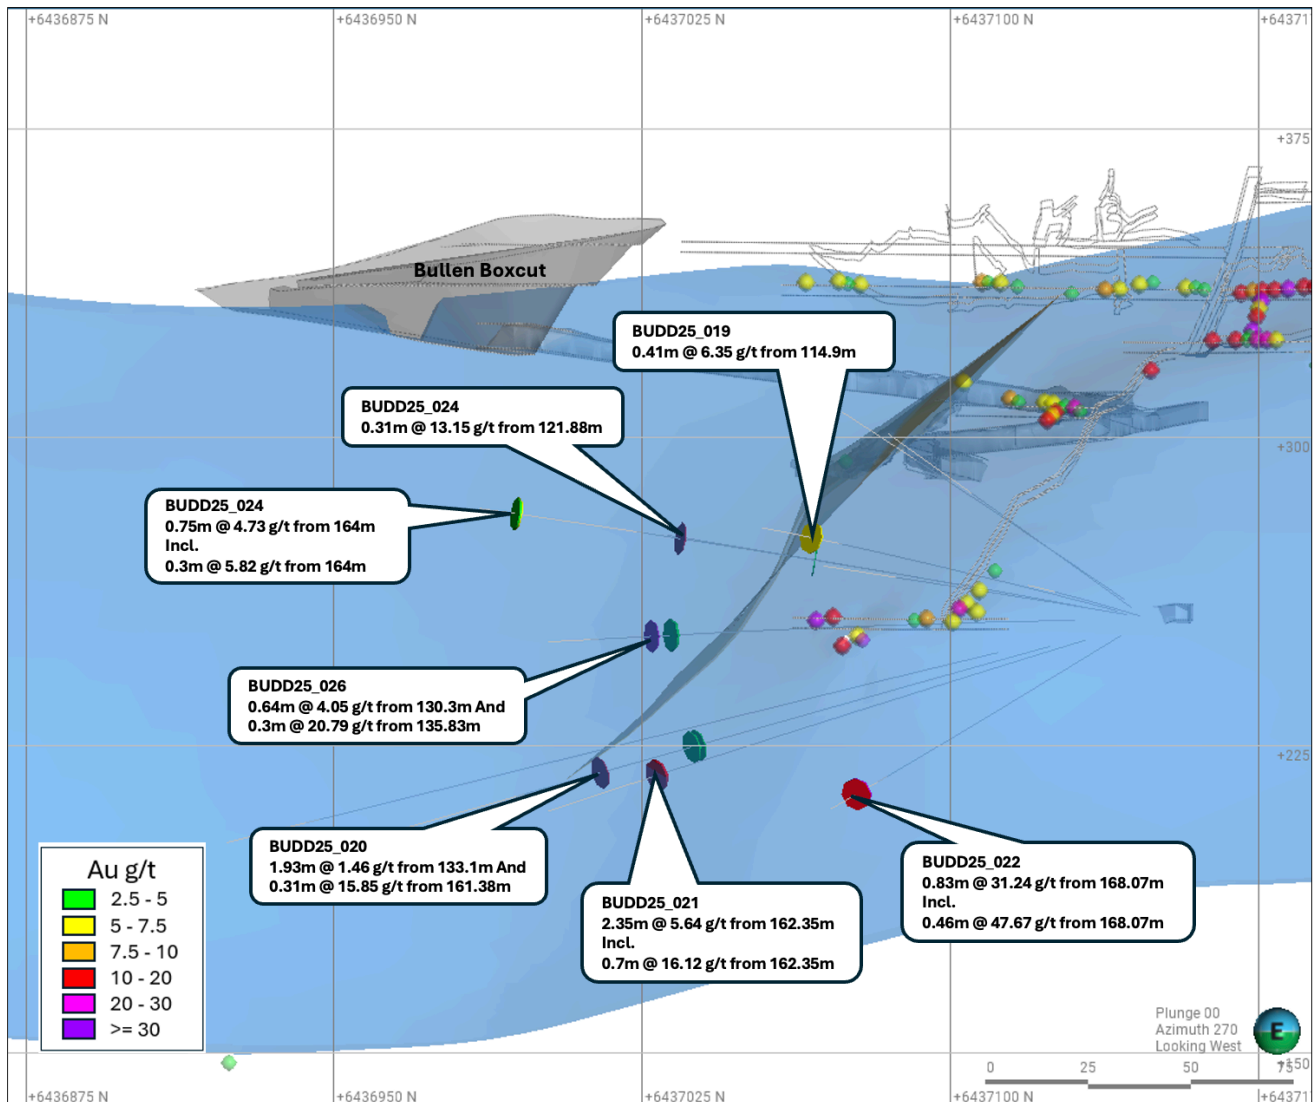 +6436875 N
+6436950 N
+6437025 N
+6437100 N
+64371
+375
Bullen Boxcut
BUDD25_019
0.41m @ 6.35 g/t from 114.9m
BUDD25_024
0.31m @ 13.15 g/t from 121.88m
+300
BUDD25_024
0.75m @ 4.73 g/t from 164m
Incl.
0.3m @ 5.82 g/t from 164m
BUDD25_026
0.64m @ 4.05 g/t from 130.3m And
0.3m @ 20.79 g/t from 135.83m
+225
BUDD25_020
1.93m @ 1.46 g/t from 133.1m And
0.31m @ 15.85 g/t from 161.38m
BUDD25_021
2.35m @ 5.64 g/t from 162.35m
Incl.
0.7m @ 16.12 g/t from 162.35m
BUDD25_022
0.83m @ 31.24 g/t from 168.07m
Incl.
0.46m @ 47.67 g/t from 168.07m
Au g/t
2.5 - 5
5 - 7.5
7.5 - 10
10 - 20
20 - 30
>= 30
Plunge 00
Azimuth 270
Looking West
E
0 25 50 75
+6436875 N
+6436950 N
+6437025 N
+6437100 N
+64371